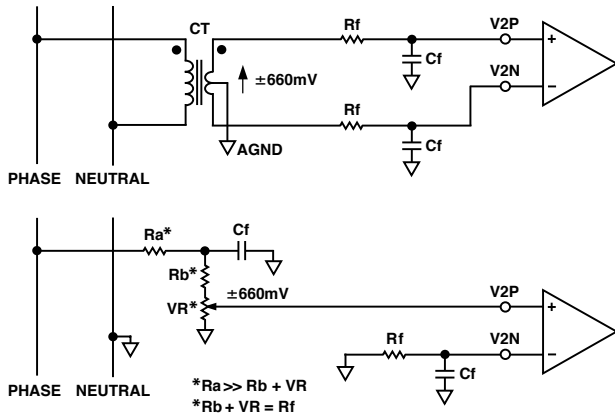 CT
Rf
V2P
Cf
+
±660mV
V2N
−
Rf
Cf
AGND
PHASE NEUTRAL
Ra*
Cf
Rb*
±660mV
VR*
V2P
+
Rf
V2N
−
Cf
PHASE NEUTRAL
*Ra >> Rb + VR
*Rb + VR = Rf